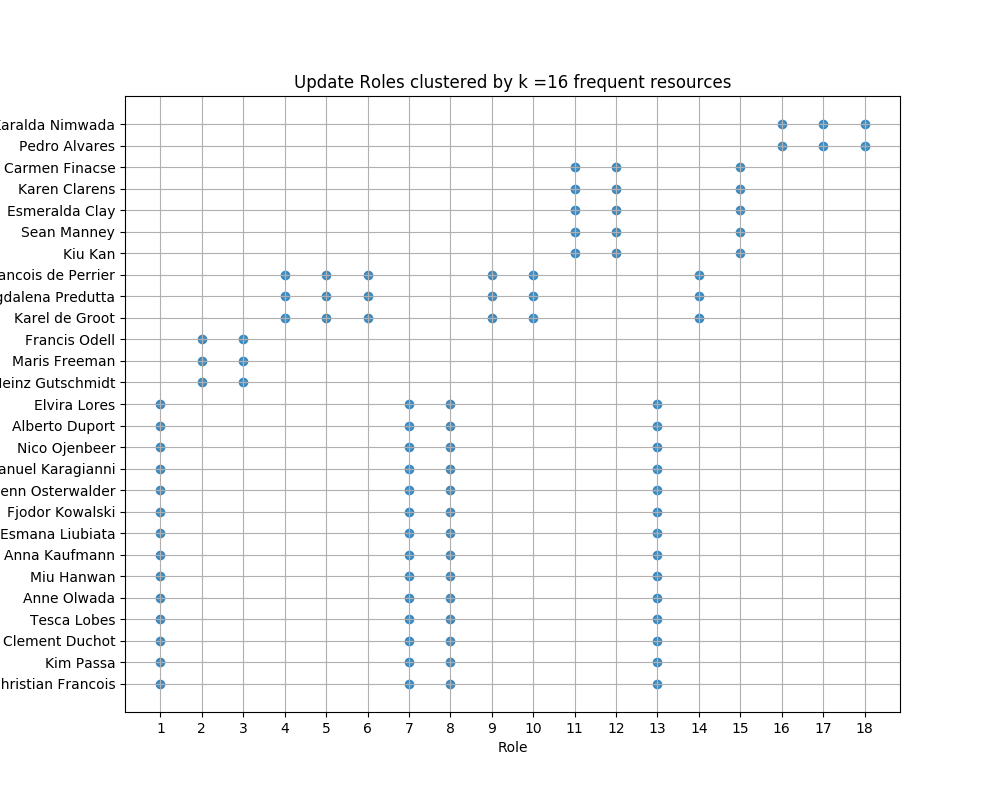 Update Roles clustered by k =16 frequent resources
aralda Nimwada
Pedro Alvares
Carmen Finacse
Karen Clarens
Esmeralda Clay
Sean Manney
Kiu Kan
ancois de Perrier
gdalena Predutta
Karel de Groot
Francis Odell
Maris Freeman
einz Gutschmidt
Elvira Lores
Alberto Duport
Nico Ojenbeer
anuel Karagianni
enn Osterwalder
Fjodor Kowalski
Esmana Liubiata
Anna Kaufmann
Miu Hanwan
Anne Olwada
Tesca Lobes
Clement Duchot
Kim Passa
hristian Francois
1 2 3 4 5 6 7 8 9 10 11 12 13 14 15 16 17 18
Role